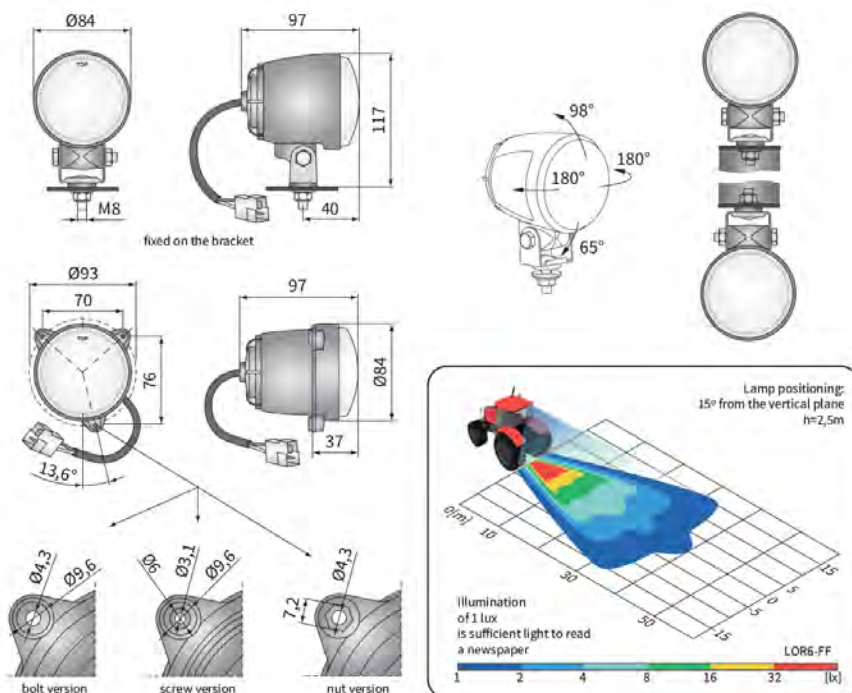 Ø84
97
TOP
117
M8
40
fixed on the bracket
98°
180°
180°
65°
Ø93
70
TOP
76
13,6°
97
Ø84
37
Ø4,3
Ø9,6
bolt version
Ø6
Ø3,1
Ø9,6
screw version
Ø4,3
7,2
nut version
Lamp positioning:
15º from the vertical plane
h=2,5m
0[m]
10
30
50
15
5
0
-5
-15
Illumination
of 1 lux
is sufficient light to read
a newspaper
LOR6-FF
1 2 4 8 16 32 [lx]